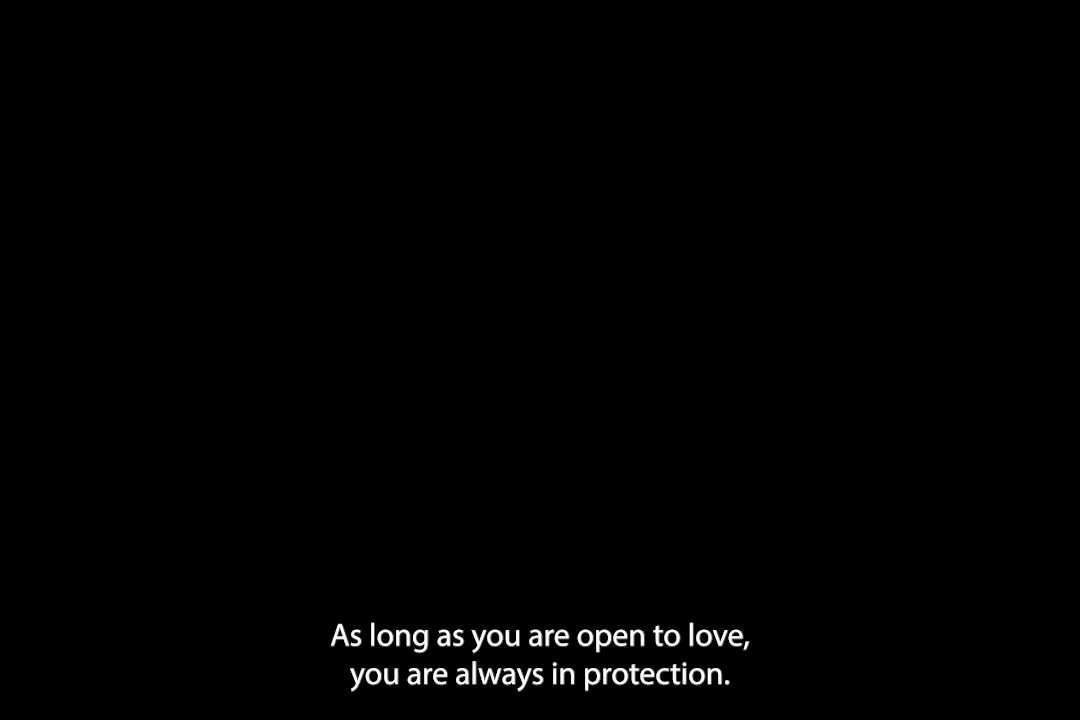 As long as you are open to love,
you are always in protection.